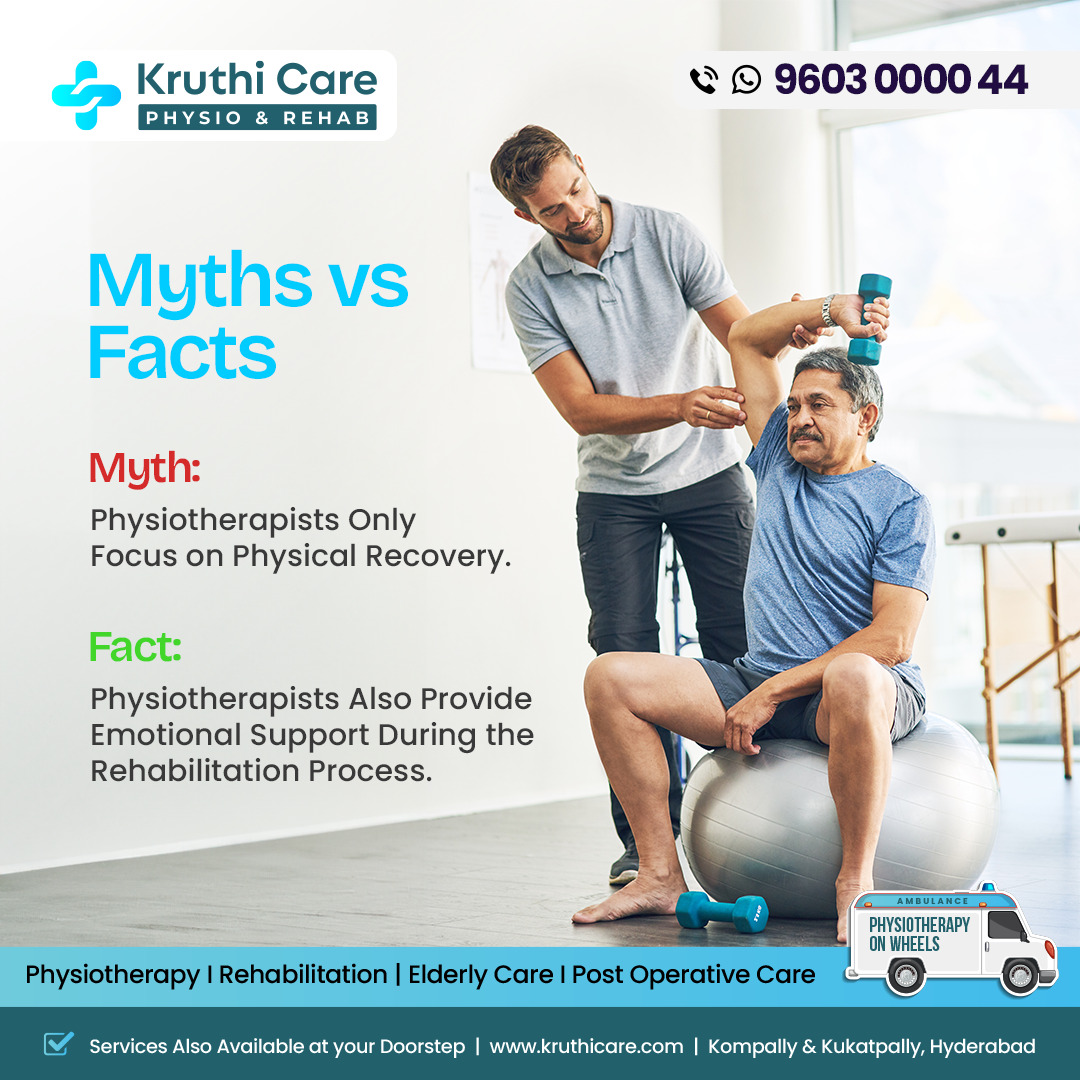 Kruthi Care
PHYSIO & REHAB
9603 0000 44
Myths vs
Facts
Myth:
Physiotherapists Only
Focus on Physical Recovery.
Fact:
Physiotherapists Also Provide
Emotional Support During the
Rehabilitation Process.
AMBULANCE
PHYSIOTHERAPY
ON WHEELS
Physiotherapy I Rehabilitation | Elderly Care I Post Operative Care
Services Also Available at your Doorstep | www.kruthicare.com | Kompally & Kukatpally, Hyderabad